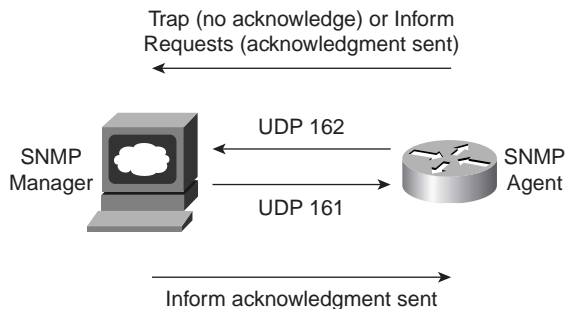 Trap (no acknowledge) or Inform
Requests (acknowledgment sent)
UDP 162
SNMP
Manager
SNMP
Agent
UDP 161
Inform acknowledgment sent